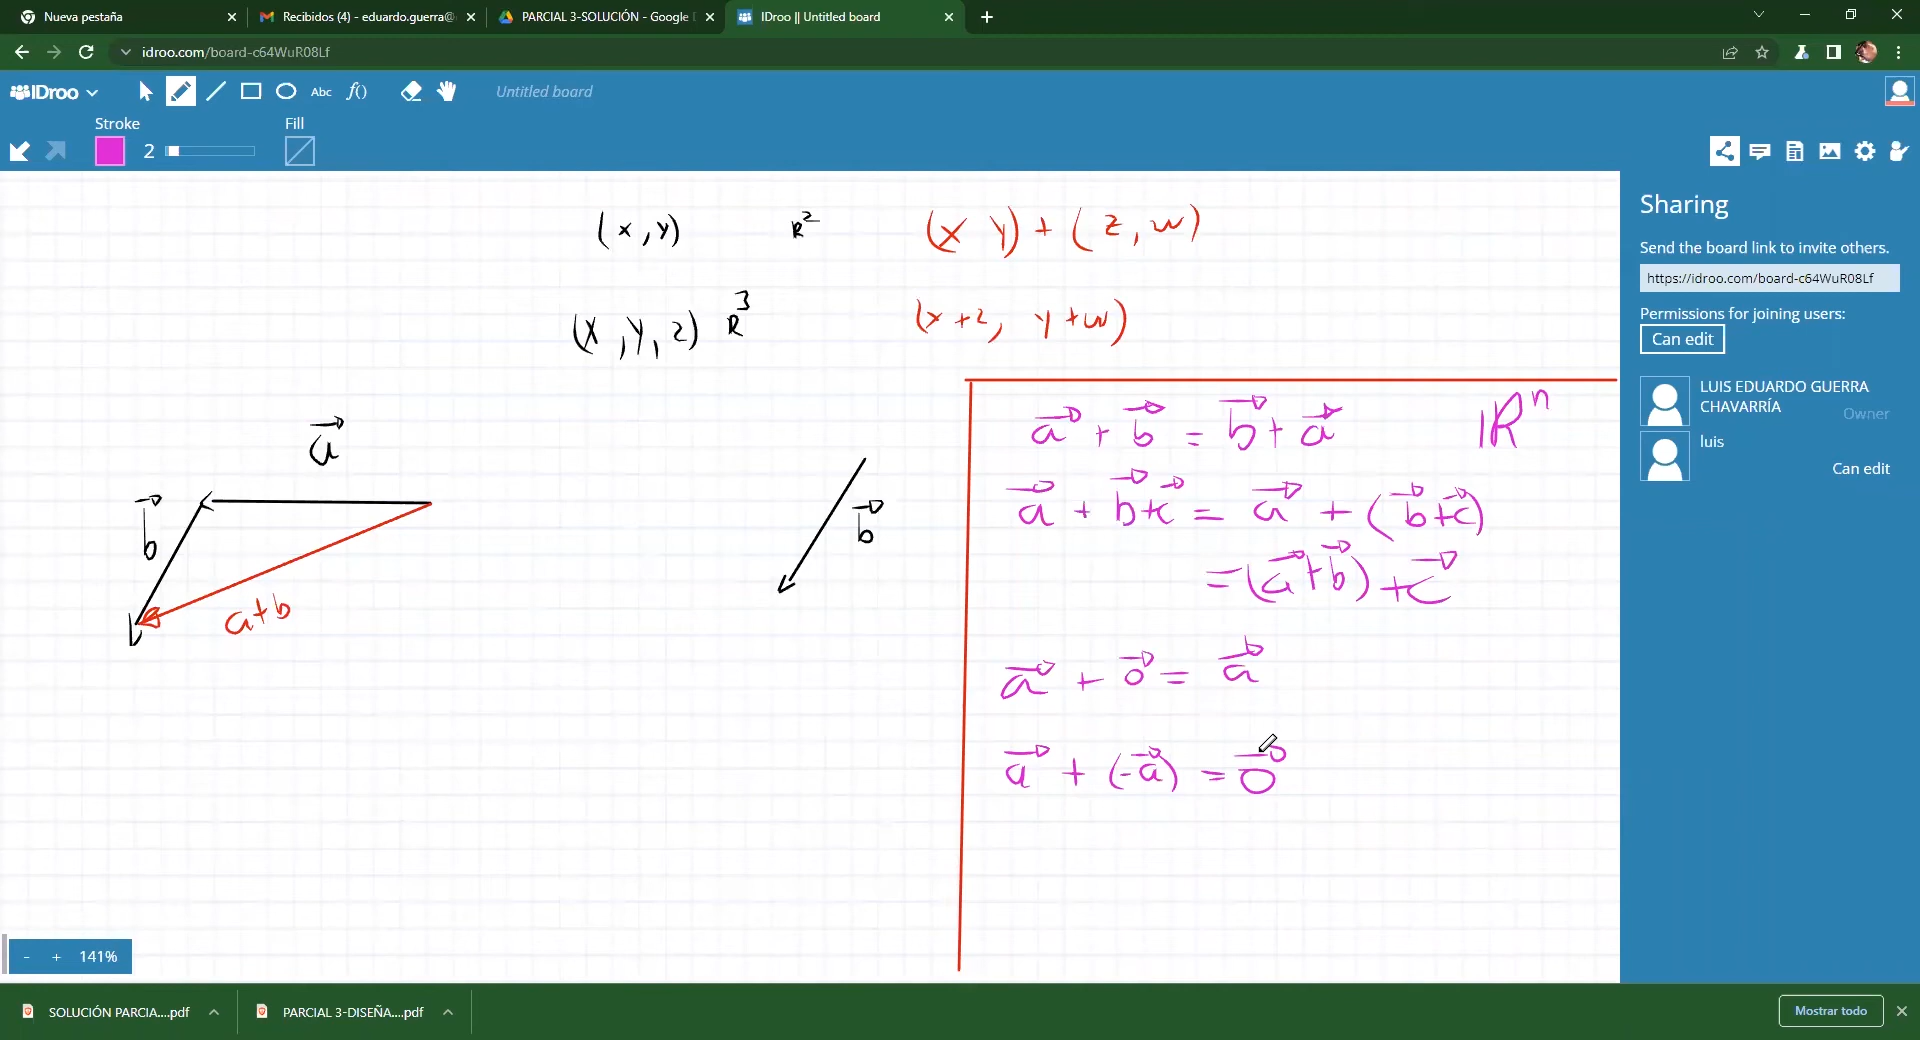 Nueva pestaña
Recibidos (4) - eduardo.guerra@
PARCIAL 3-SOLUCIÓN - Google D
IDroo || Untitled board
idroo.com/board-c64WuR08Lf
IDroo
Abc
f()
Untitled board
Stroke
Fill
2
Sharing
Send the board link to invite others.
https://idroo.com/board-c64WuR08Lf
Permissions for joining users:
Can edit
LUIS EDUARDO GUERRA CHAVARRÍA
Owner
luis
Can edit
(x,y) R²
(x,y,z) R³
(x y)+(z,w)
(x+z, y+w)
a⃗
b⃗
a+b
b⃗
a⃗ + b⃗ = b⃗ + a⃗ ℝⁿ
a⃗ + b⃗+c⃗ = a⃗ + (b⃗+c⃗)
=(a⃗+b⃗)+c⃗
a⃗ + 0⃗ = a⃗
a⃗ + (-a⃗) = 0⃗
- + 141%
SOLUCIÓN PARCIA....pdf
PARCIAL 3-DISEÑA....pdf
Mostrar todo